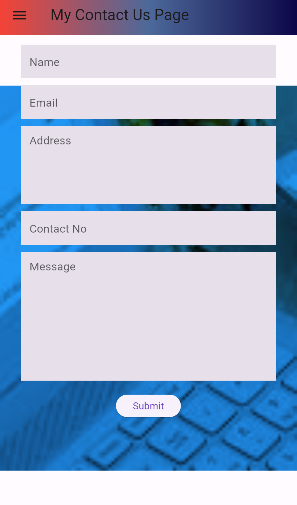 My Contact Us Page
Name
Email
Address
Contact No
Message
Submit